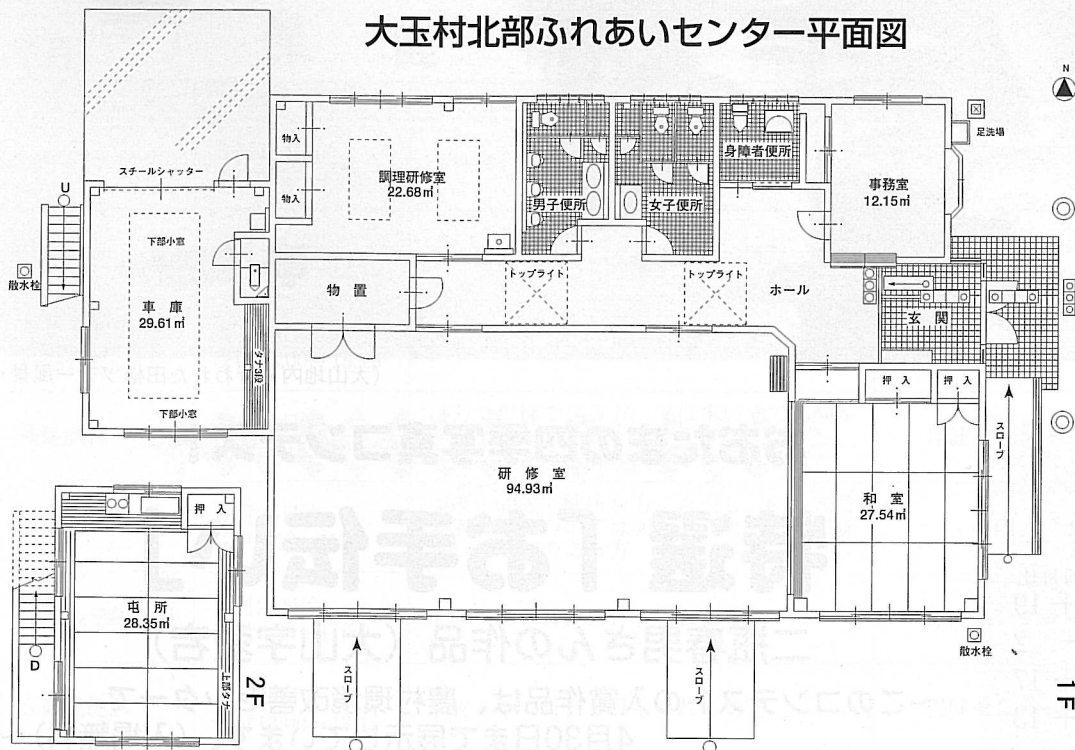 大玉村北部ふれあいセンター平面図
N
足洗場
スチールシャッター
U
散水栓
下部小窓
車庫
29.61㎡
下部小窓
タナ3段
物入
物入
調理研修室
22.68㎡
男子便所
女子便所
身障者便所
事務室
12.15㎡
物置
トップライト
トップライト
ホール
玄関
押入
押入
スロープ
研修室
94.93㎡
和室
27.54㎡
散水栓
スロープ
スロープ
1F
押入
屯所
28.35㎡
上部タナ
D
2F